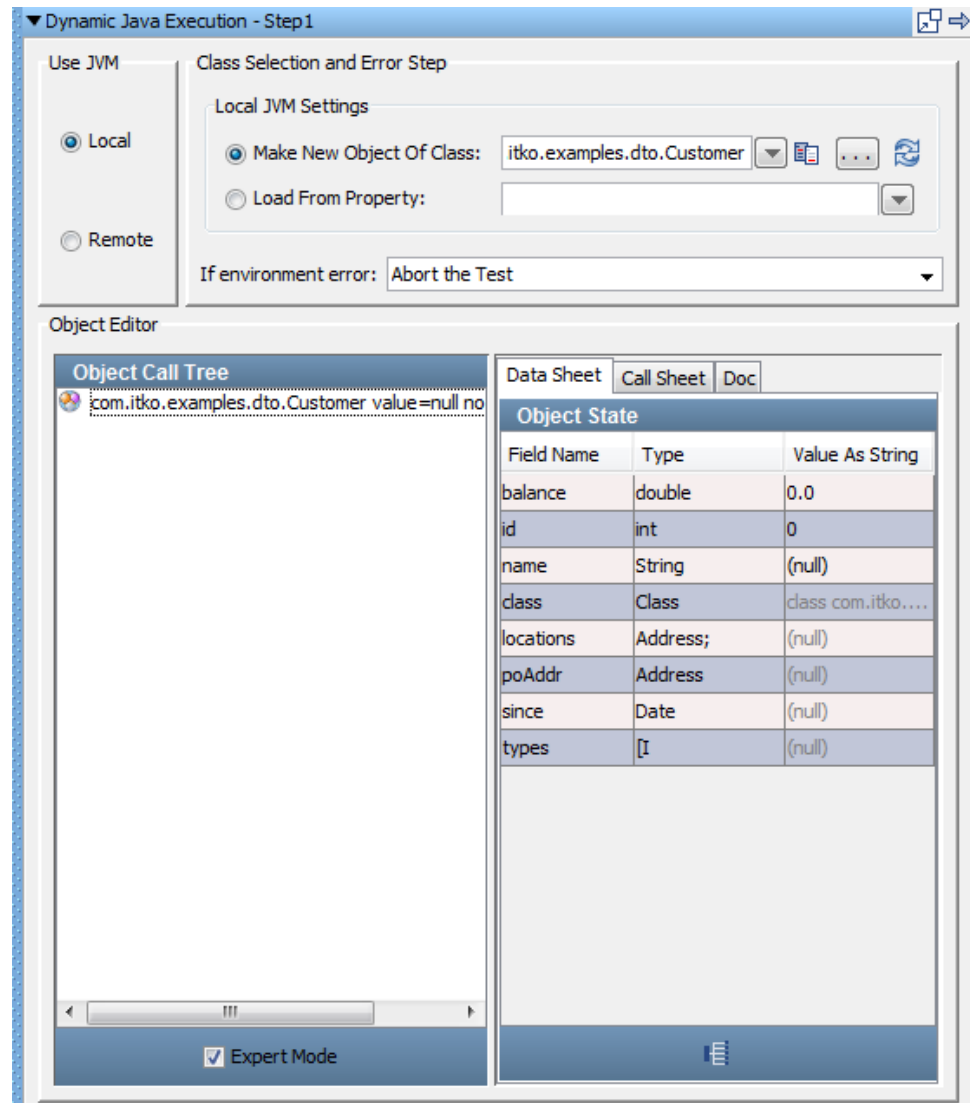 Dynamic Java Execution - Step1
Use JVM
Class Selection and Error Step
Local JVM Settings
Local
Make New Object Of Class: itko.examples.dto.Customer ...
Load From Property:
Remote
If environment error: Abort the Test
Object Editor
Object Call Tree
com.itko.examples.dto.Customer value=null no
Data Sheet Call Sheet Doc
Object State
Field Name Type Value As String
balance double 0.0
id int 0
name String (null)
class Class class com.itko....
locations Address; (null)
poAddr Address (null)
since Date (null)
types [I (null)
Expert Mode